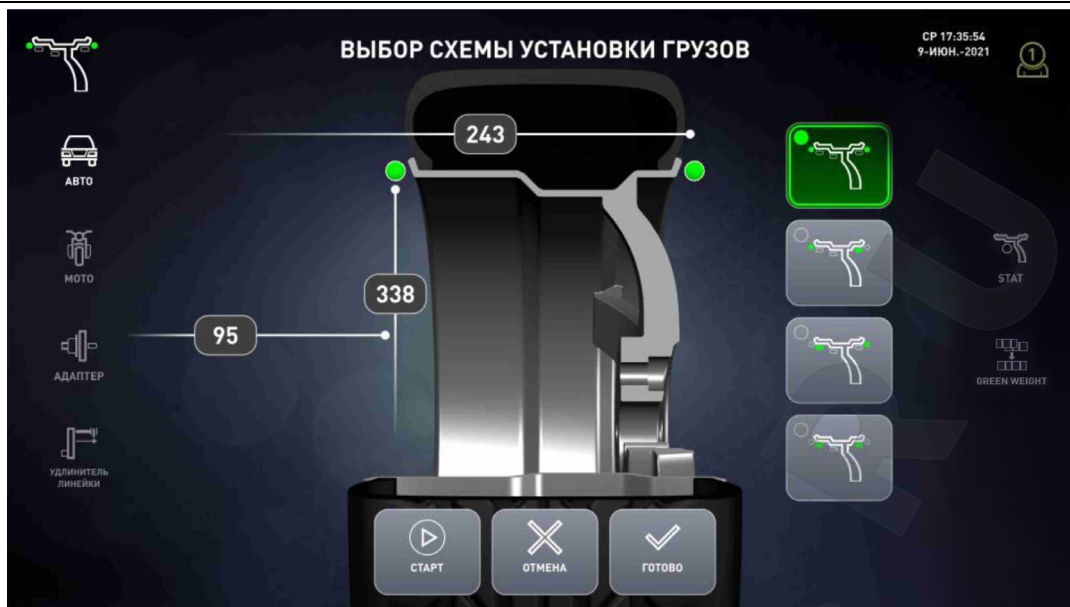 ВЫБОР СХЕМЫ УСТАНОВКИ ГРУЗОВ
СР 17:35:54
9-ИЮН.-2021
1
243
АВТО
МОТО
338
95
STAT
АДАПТЕР
GREEN WEIGHT
УДЛИНИТЕЛЬ
ЛИНЕЙКИ
СТАРТ
ОТМЕНА
ГОТОВО